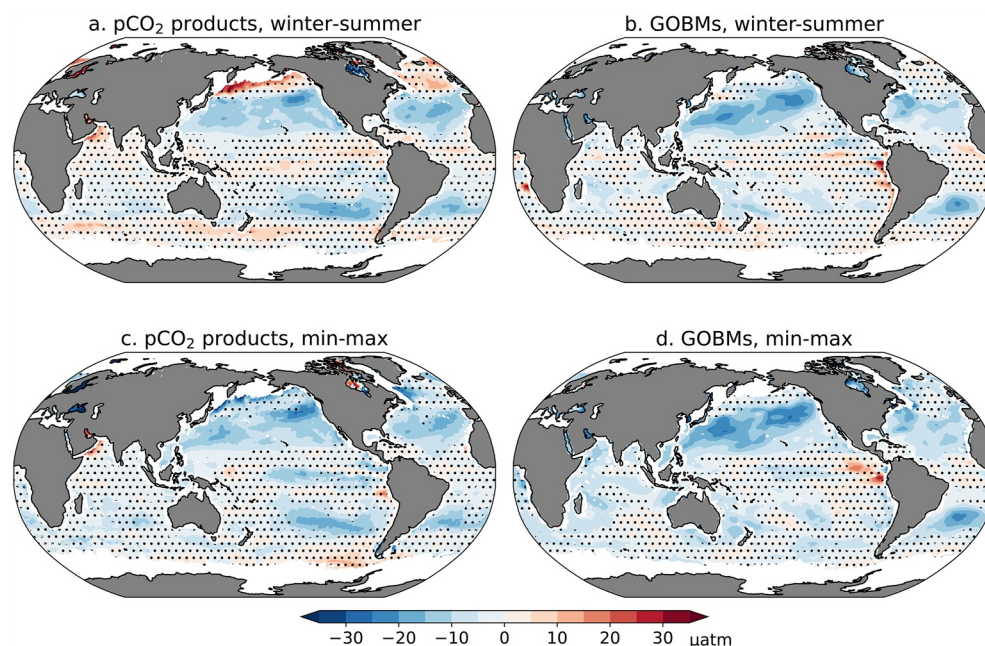 a. pCO₂ products, winter-summer
b. GOBMs, winter-summer
c. pCO₂ products, min-max
d. GOBMs, min-max
−30 −20 −10 0 10 20 30 µatm